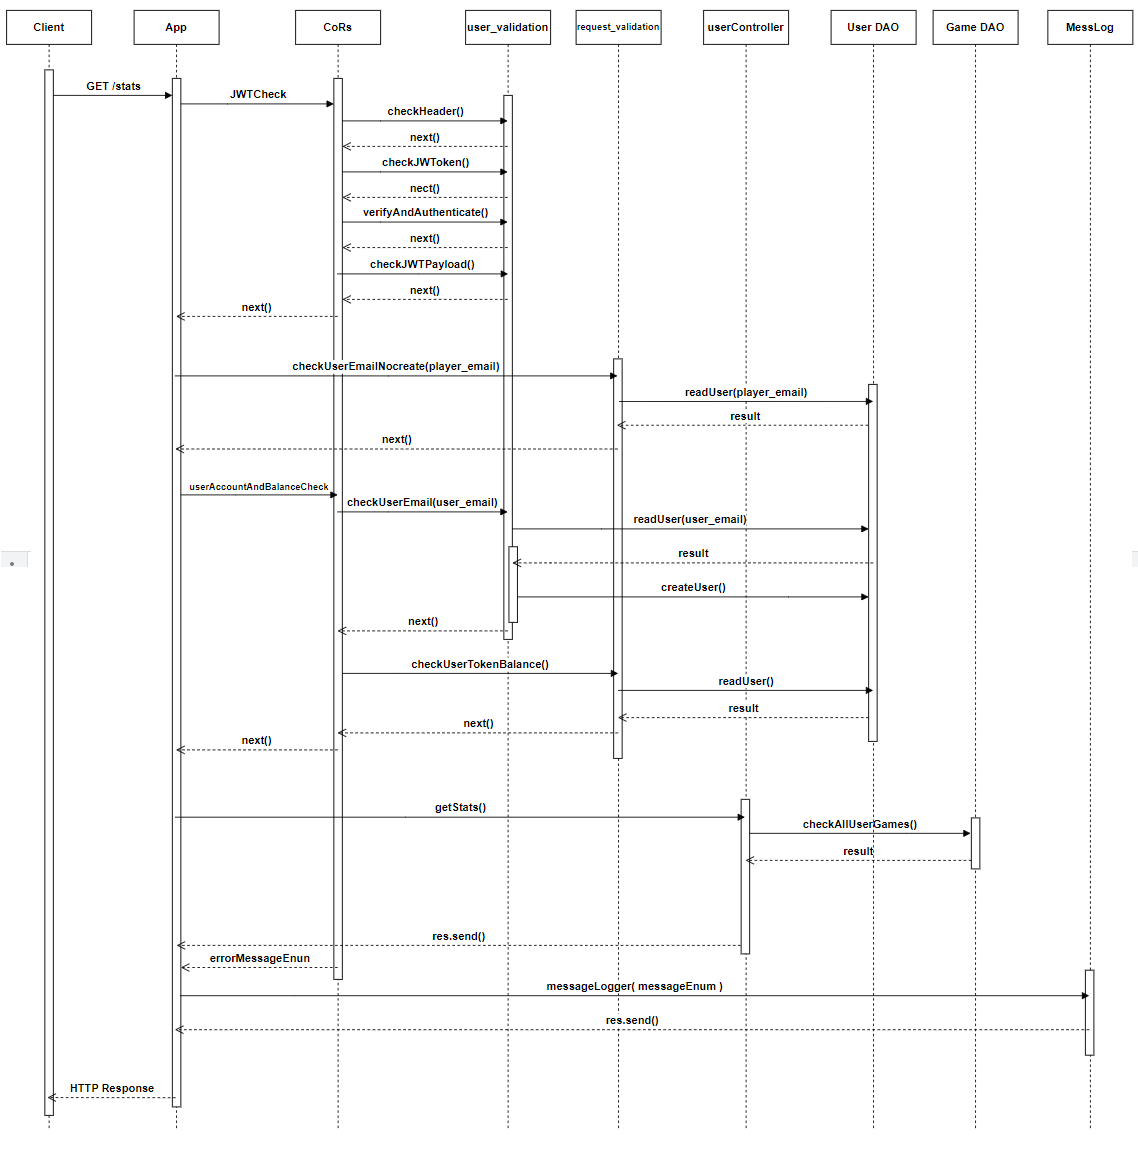 Client
App
CoRs
user_validation
request_validation
userController
User DAO
Game DAO
MessLog
GET /stats
JWTCheck
checkHeader()
next()
checkJWToken()
nect()
verifyAndAuthenticate()
next()
checkJWTPayload()
next()
next()
checkUserEmailNocreate(player_email)
readUser(player_email)
result
next()
userAccountAndBalanceCheck
checkUserEmail(user_email)
readUser(user_email)
result
createUser()
next()
checkUserTokenBalance()
readUser()
result
next()
next()
getStats()
checkAllUserGames()
result
res.send()
errorMessageEnun
messageLogger( messageEnum )
res.send()
HTTP Response